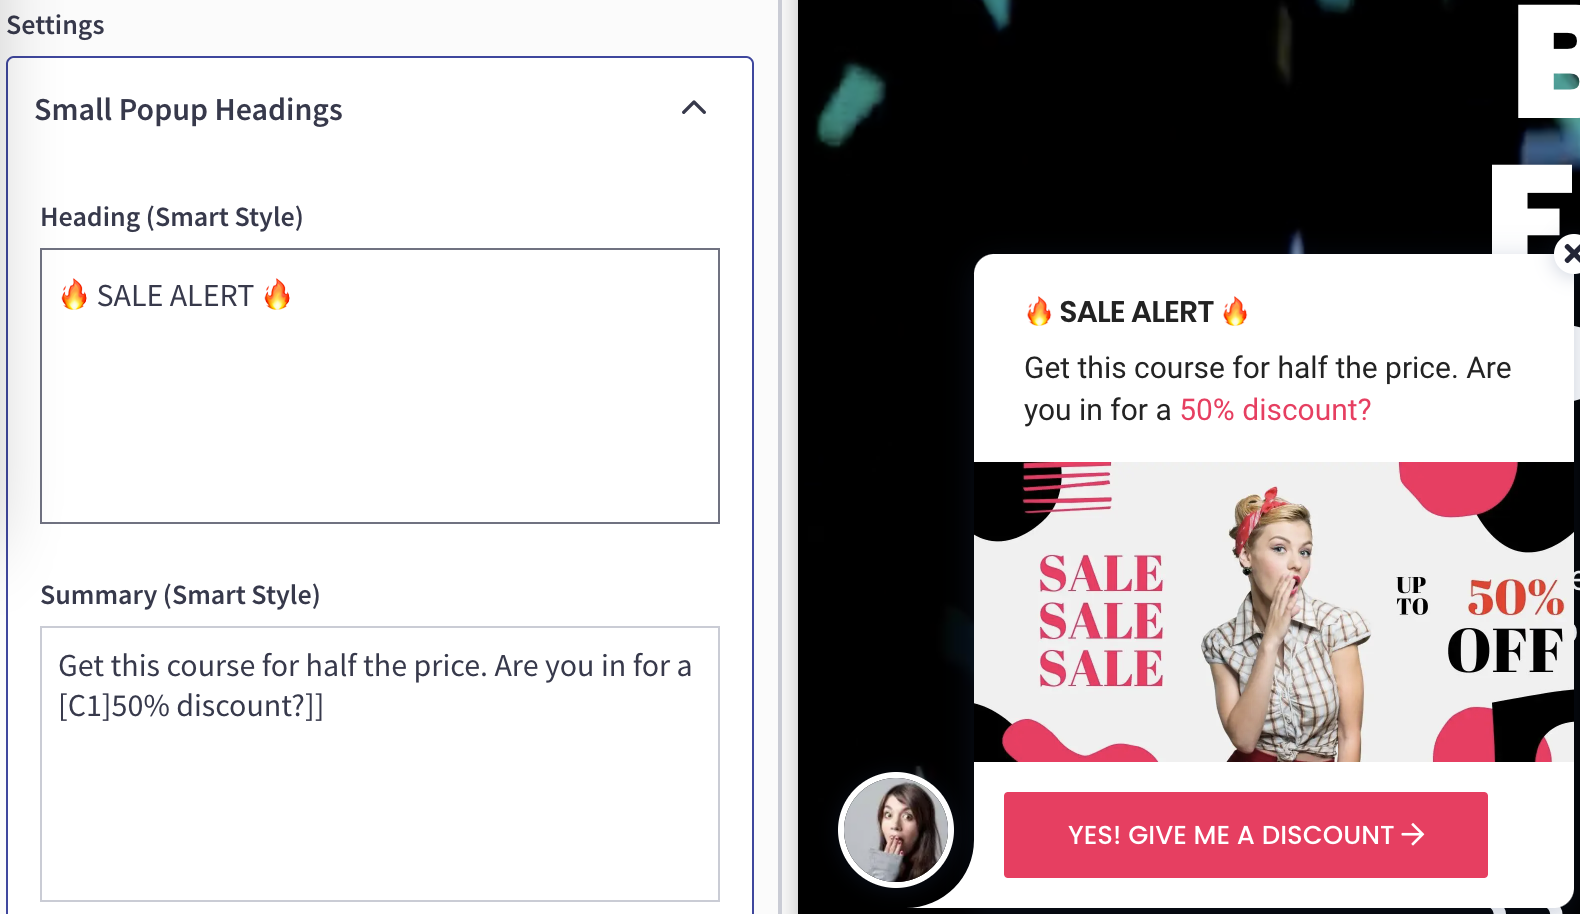 Settings
Small Popup Headings
Heading (Smart Style)
🔥 SALE ALERT 🔥
Summary (Smart Style)
Get this course for half the price. Are you in for a
[C1]50% discount?]]
B
E
🔥 SALE ALERT 🔥
Get this course for half the price. Are
you in for a 50% discount?
SALE
SALE
SALE
UP
TO
50%
OFF
YES! GIVE ME A DISCOUNT →